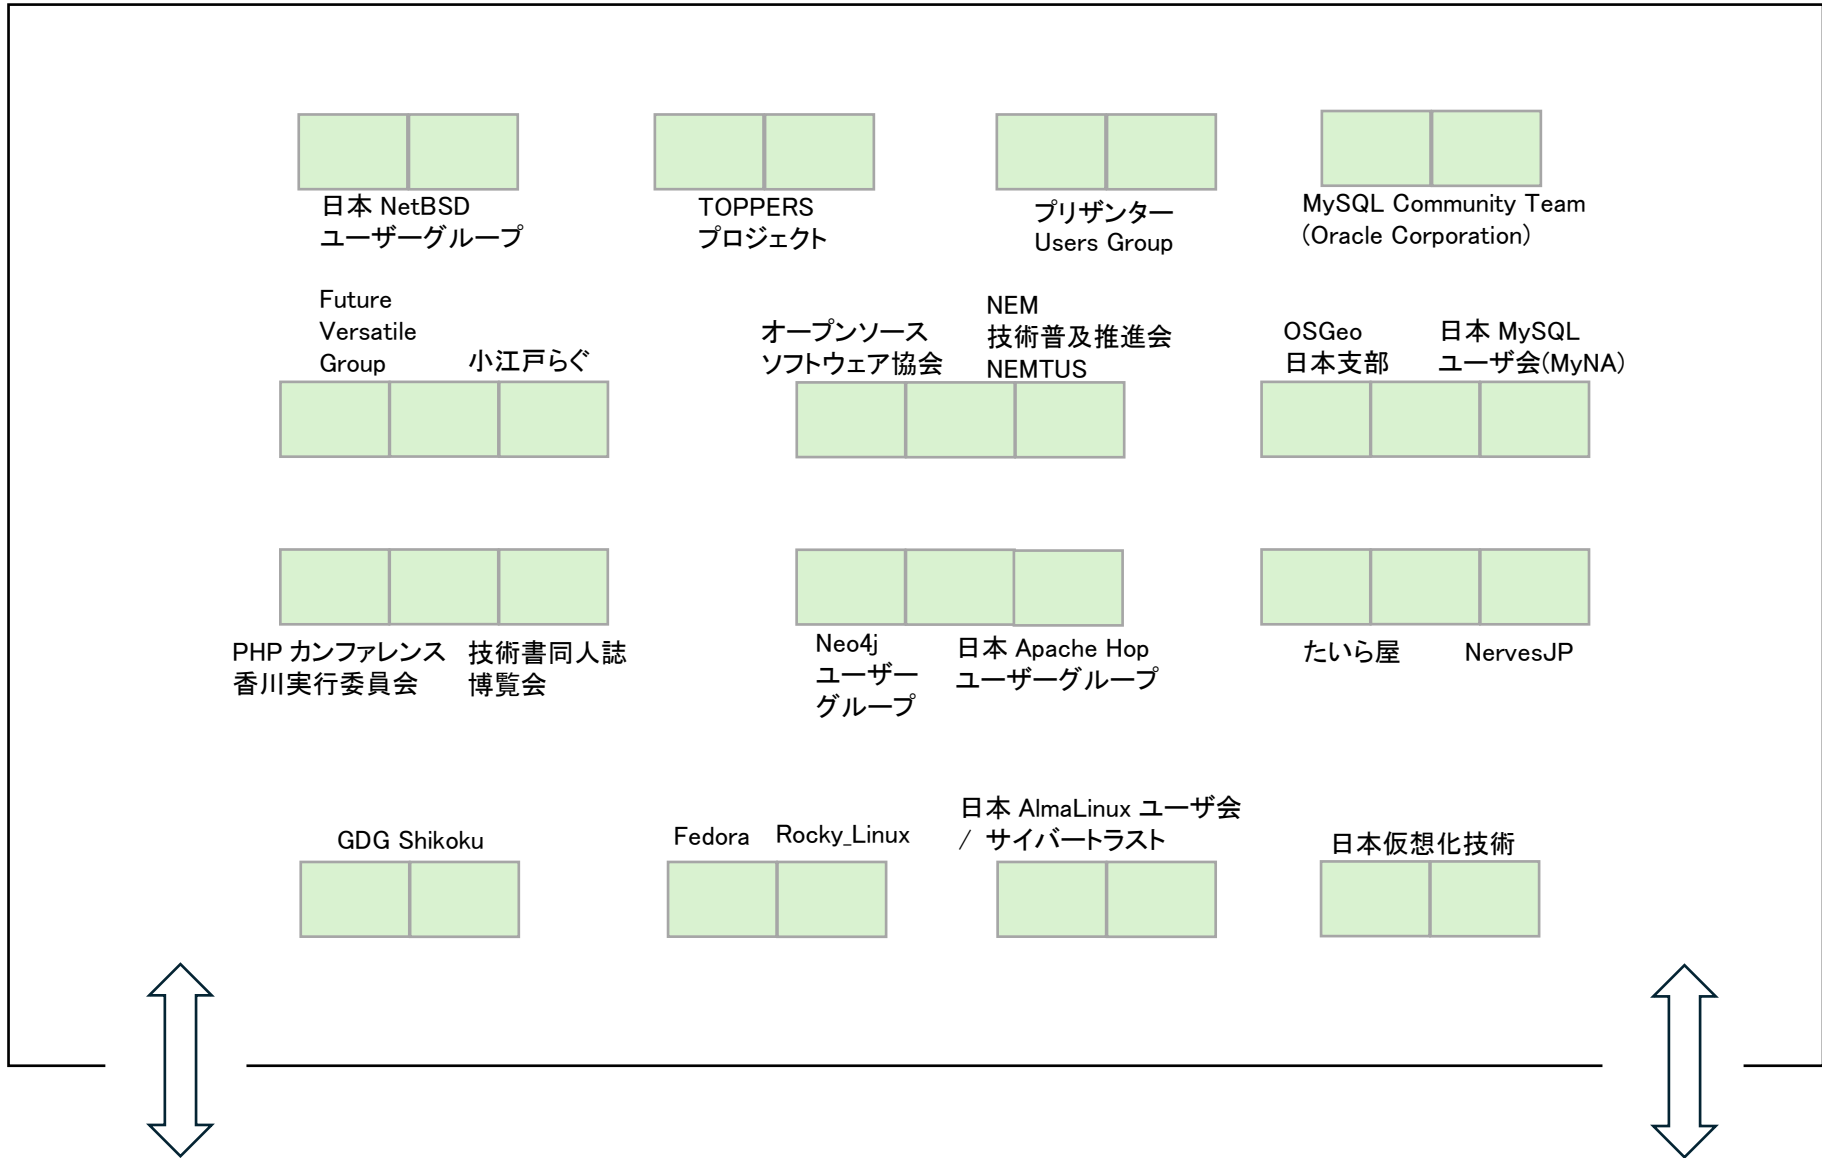 日本 NetBSD
ユーザーグループ
TOPPERS
プロジェクト
プリザンター
Users Group
MySQL Community Team
(Oracle Corporation)
Future
Versatile
Group
小江戸らぐ
オープンソース
ソフトウェア協会
NEM
技術普及推進会
NEMTUS
OSGeo
日本支部
日本 MySQL
ユーザ会(MyNA)
PHP カンファレンス
香川実行委員会
技術書同人誌
博覧会
Neo4j
ユーザー
グループ
日本 Apache Hop
ユーザーグループ
たいら屋
NervesJP
GDG Shikoku
Fedora
Rocky_Linux
日本 AlmaLinux ユーザ会
/ サイバートラスト
日本仮想化技術